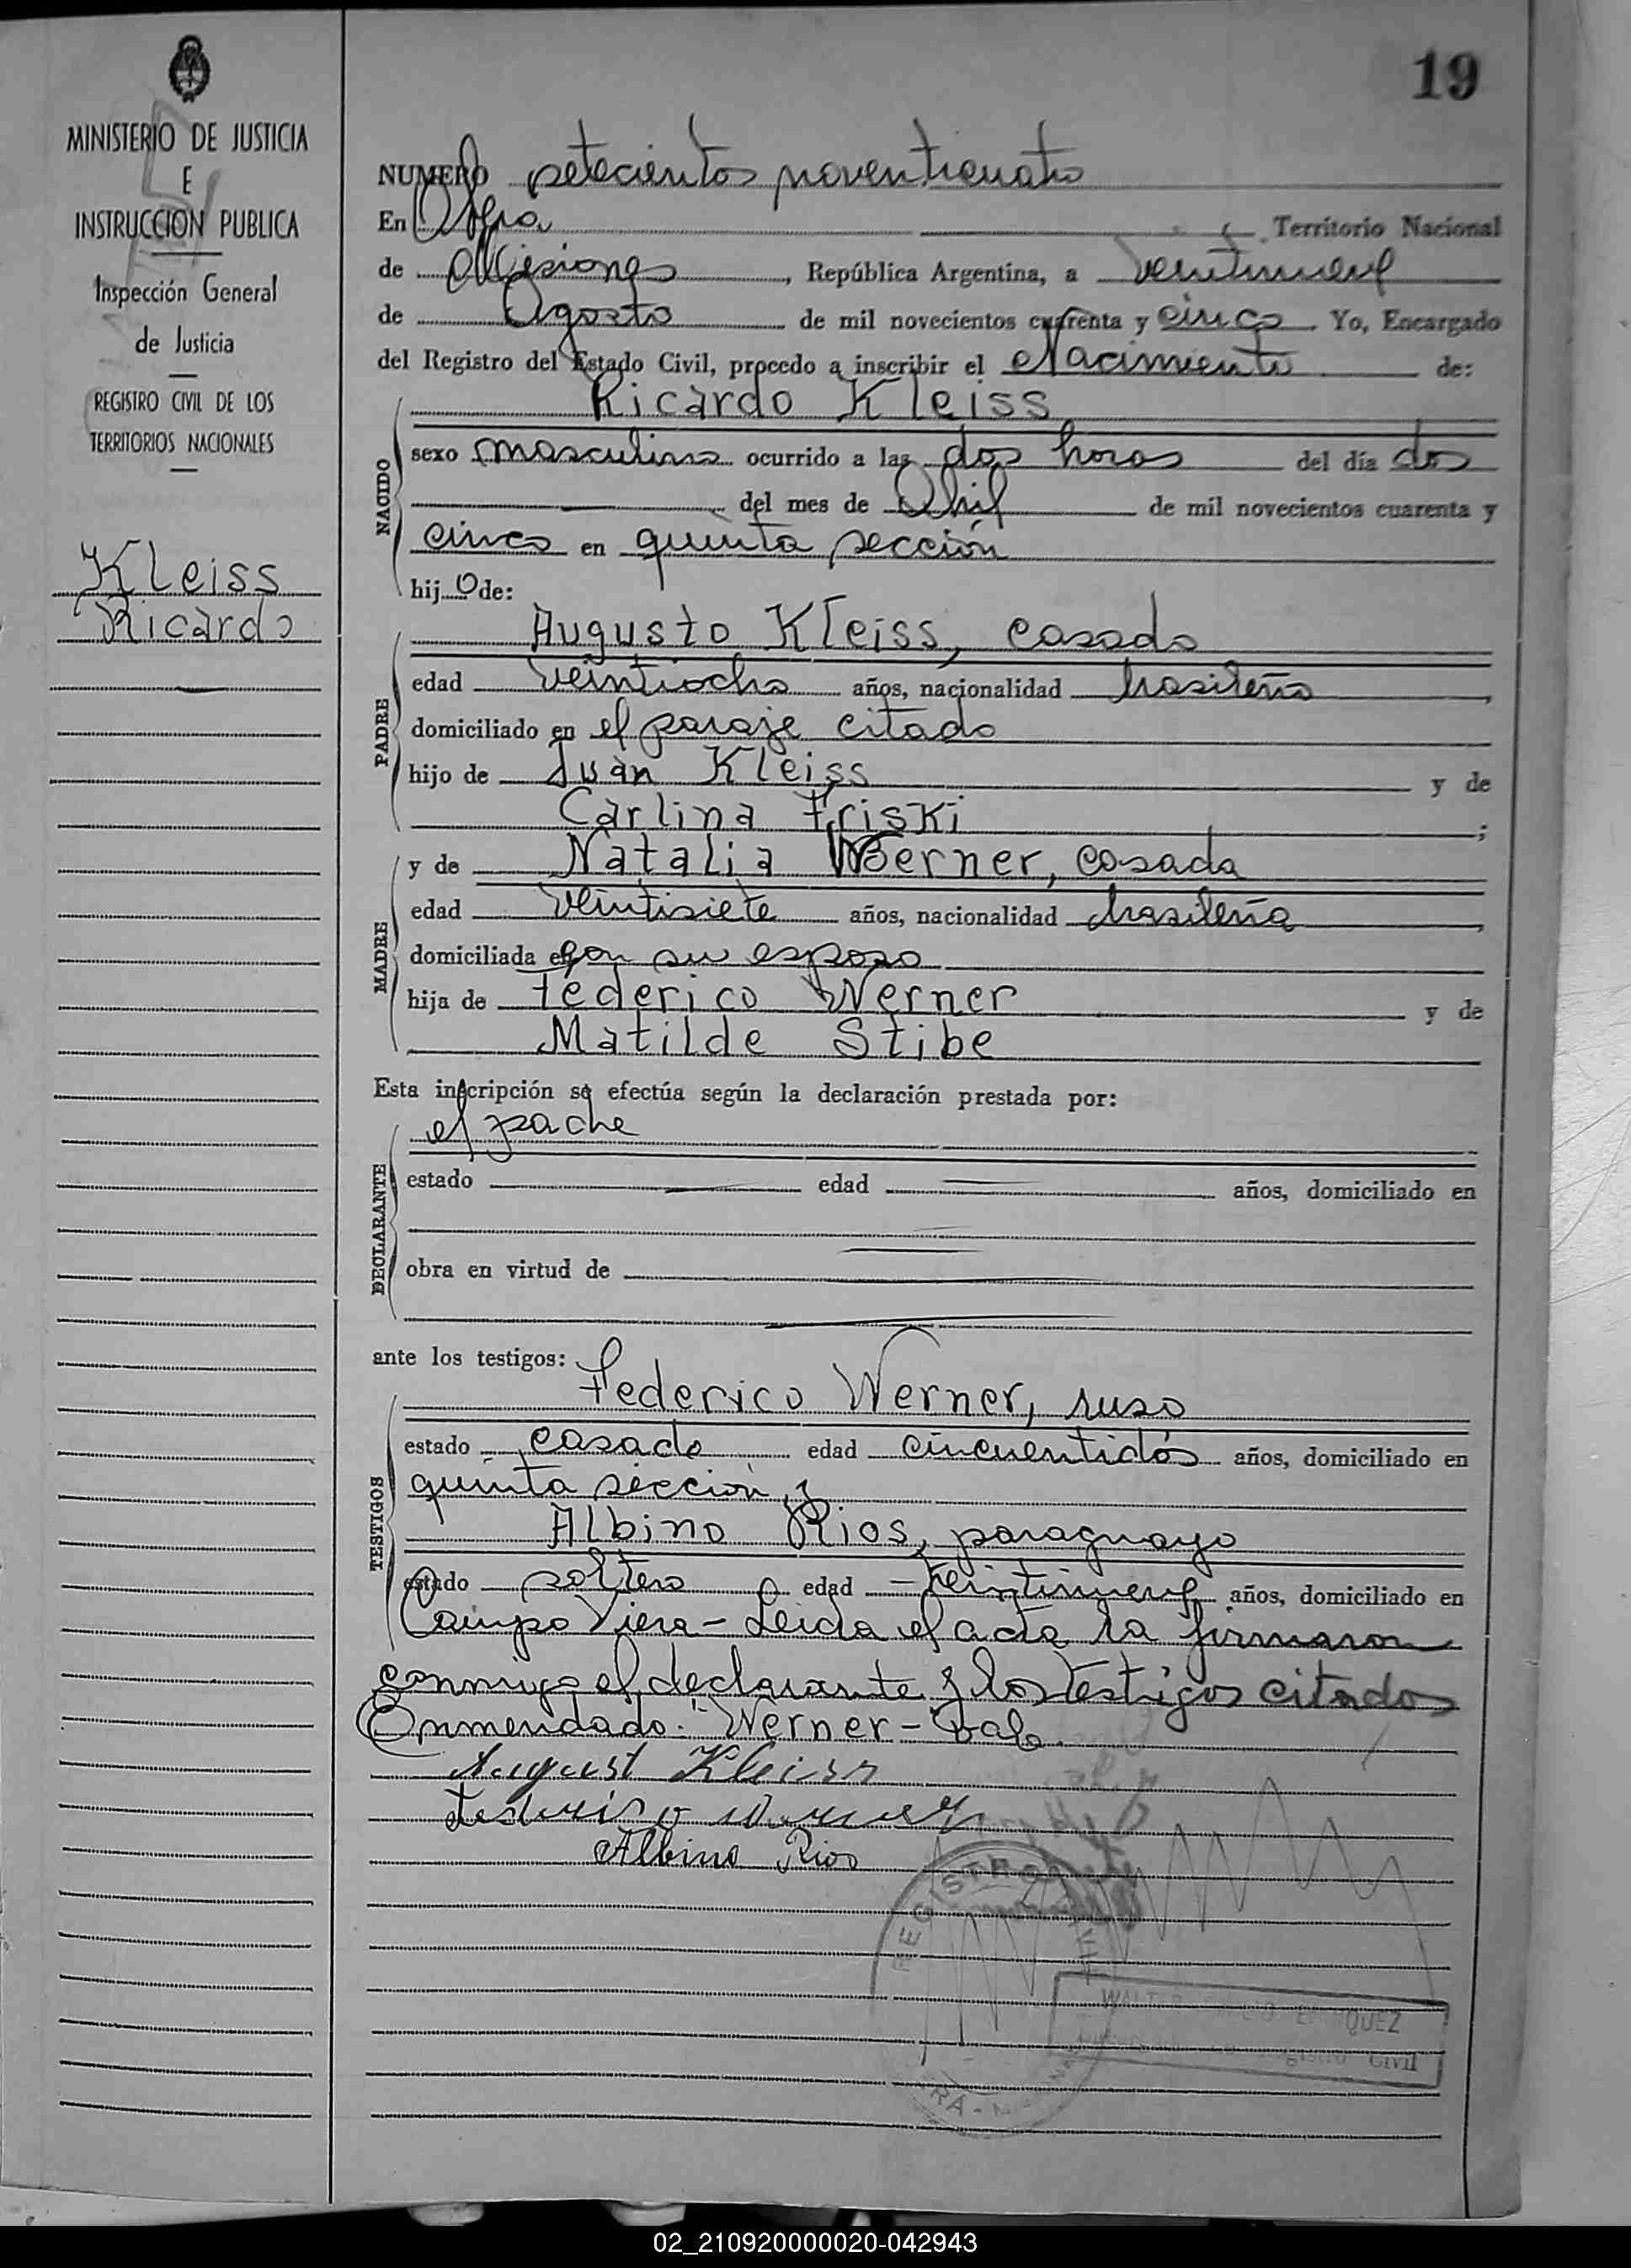 19
MINISTERIO DE JUSTICIA
E
INSTRUCCION PUBLICA
Inspección General
de Justicia
REGISTRO CIVIL DE LOS
TERRITORIOS NACIONALES
Kleiss
Ricardo
NUMERO setecientos noventicuatro
En Oberá, Territorio Nacional
de Misiones, República Argentina, a veintinueve
de Agosto de mil novecientos cuarenta y cinco. Yo, Encargado
del Registro del Estado Civil, procedo a inscribir el Nacimiento de:
NACIDO
Ricardo Kleiss
sexo masculino ocurrido a las dos horas del día dos
del mes de Abril de mil novecientos cuarenta y
cinco en quinta sección
hijo de:
PADRE
Augusto Kleiss, casado
edad veintiocho años, nacionalidad brasileña,
domiciliado en el paraje citado
hijo de Juan Kleiss y de
Carlina Friski;
MADRE
y de Natalia Werner, casada
edad veintisiete años, nacionalidad brasileña,
domiciliada con su esposo
hija de Federico Werner y de
Matilde Stibe
Esta inscripción se efectúa según la declaración prestada por:
DECLARANTE
el padre
estado edad años, domiciliado en
obra en virtud de
ante los testigos:
TESTIGOS
Federico Werner, ruso
estado casado edad cincuentidós años, domiciliado en
quinta sección, y
Albino Rios, paraguayo
estado soltero edad veintinueve años, domiciliado en
Campo Viera - Leida el acta la firmaron
conmigo el declarante y los testigos citados
Enmendado: Werner - Vale.
August Kleiss
Federico Werner
Albino Rios
REGISTRO CIVIL
WALTER
Civil
02_210920000020-042943